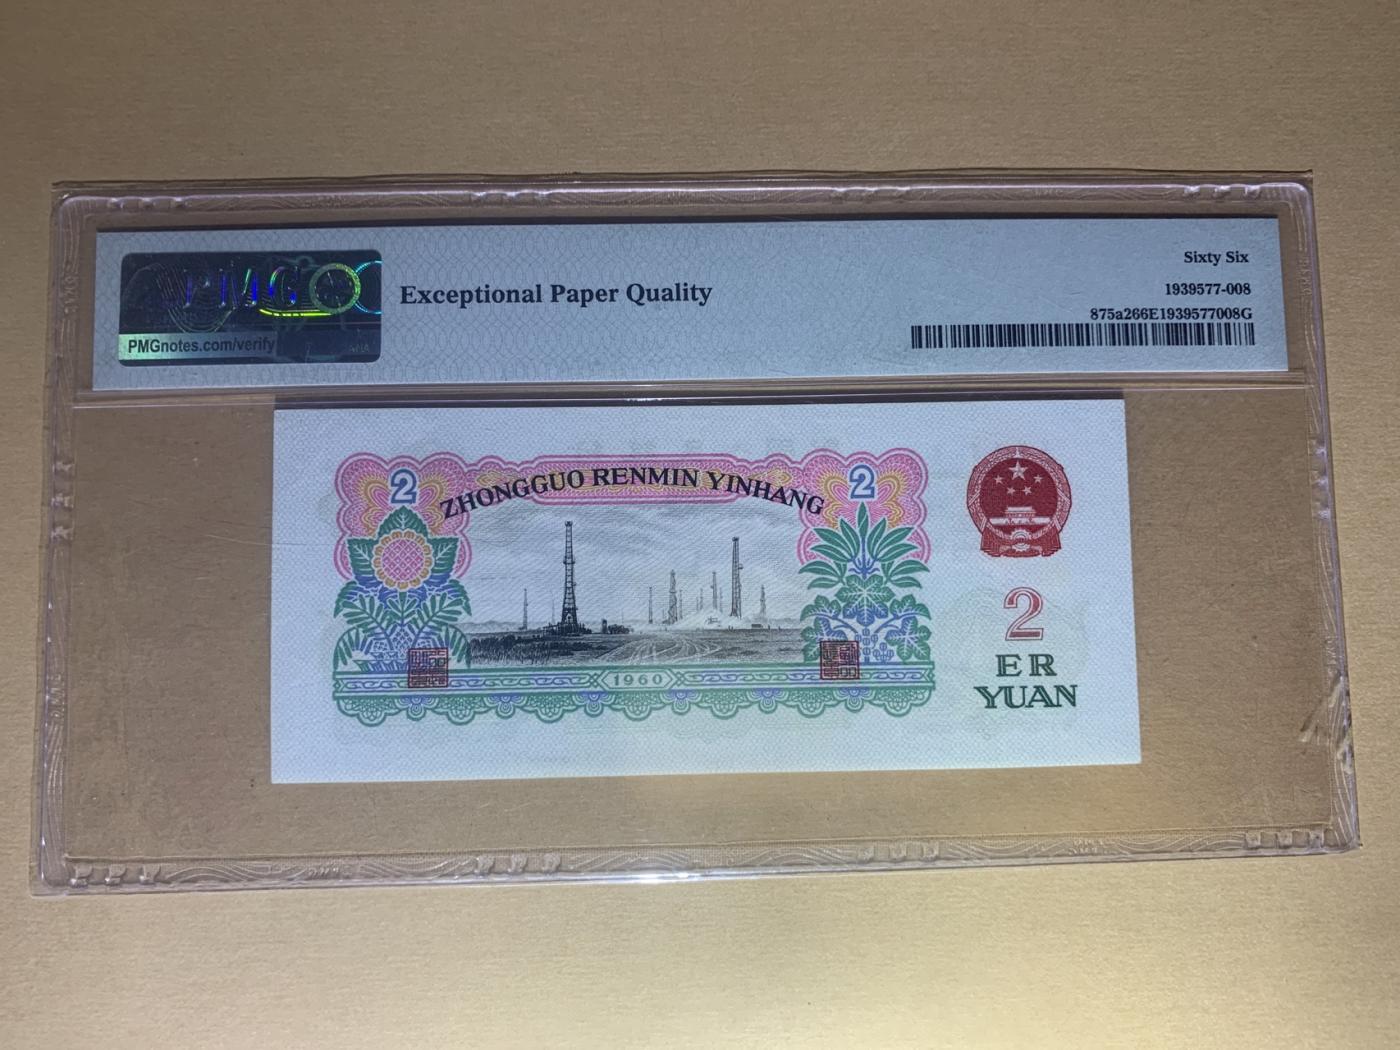 PMG
PMGnotes.com/verify
Exceptional Paper Quality
Sixty Six
1939577-008
875a266E1939577008G
2
ZHONGGUO RENMIN YINHANG
2
1960
2
ER
YUAN